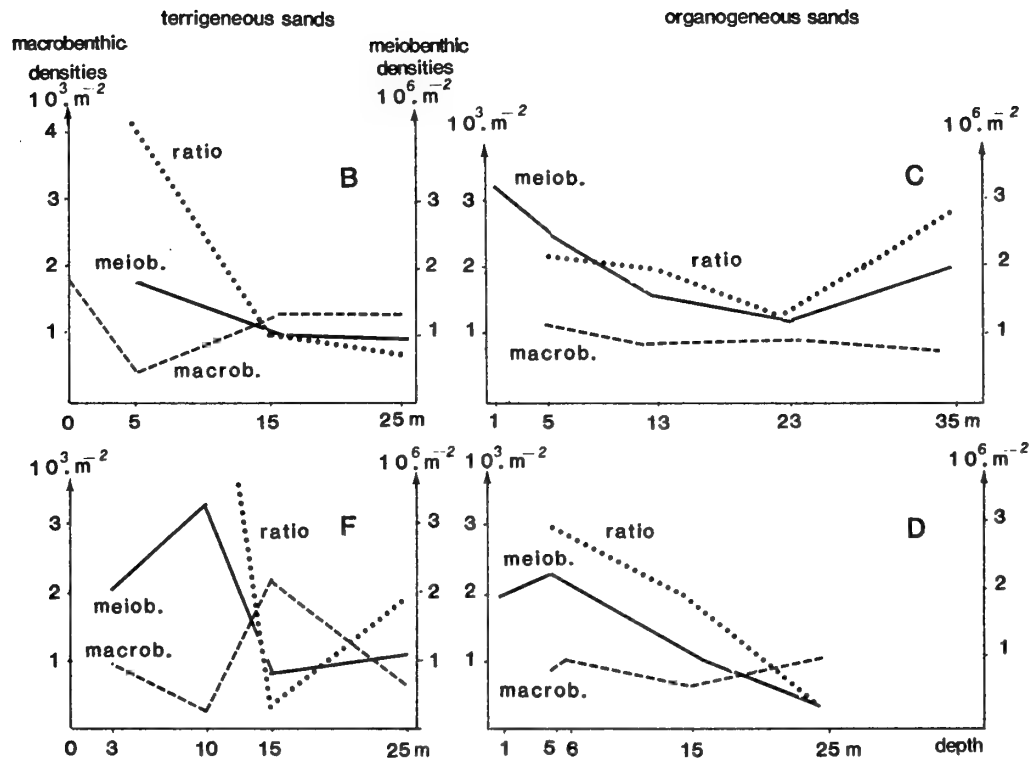 terrigeneous sands
organogeneous sands
macrobenthic densities
10³.m⁻²
meiobenthic densities
10⁶.m⁻²
4
3
2
1
3
2
1
ratio
B
meiob.
macrob.
0 5 15 25 m
10³.m⁻²
10⁶.m⁻²
3
2
1
3
2
1
meiob.
C
ratio
macrob.
1 5 13 23 35 m
10³.m⁻²
10⁶.m⁻²
3
2
1
3
2
1
ratio
F
meiob.
macrob.
0 3 10 15 25 m
10³.m⁻²
10⁶.m⁻²
3
2
1
3
2
1
ratio
D
meiob.
macrob.
1 5 6 15 25 m depth